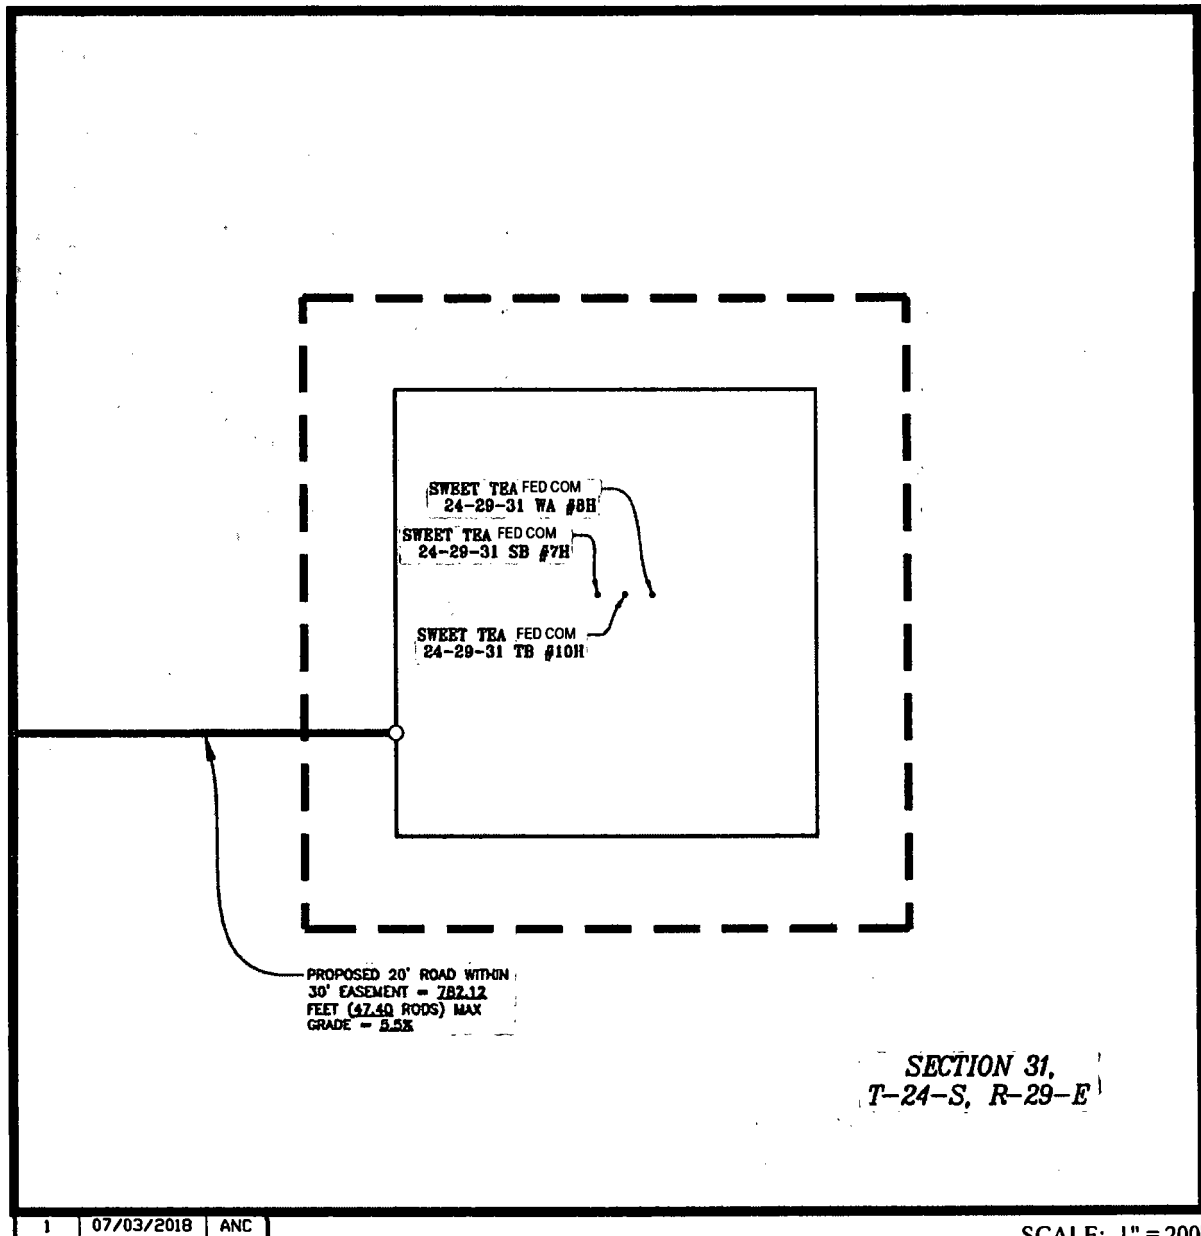 SWEET TEA FED COM
24-29-31 WA #8H
SWEET TEA FED COM
24-29-31 SB #7H
SWEET TEA FED COM
24-29-31 TB #10H
PROPOSED 20' ROAD WITHIN
30' EASEMENT = 782.12
FEET (47.40 RODS) MAX
GRADE = 5.5%
SECTION 31,
T-24-S, R-29-E
1 07/03/2018 ANC
SCALE: 1" = 200